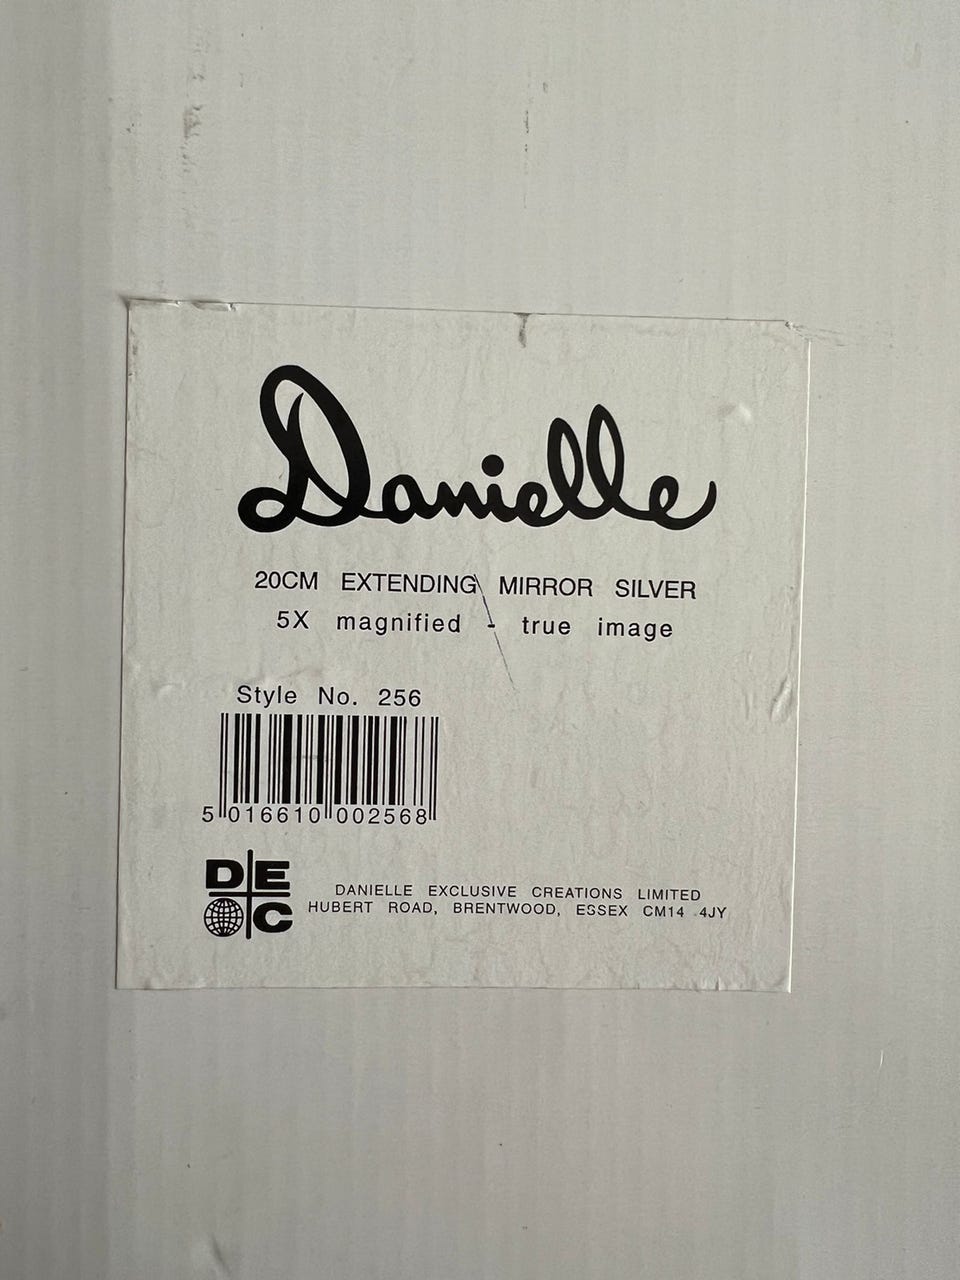 Danielle
20CM EXTENDING MIRROR SILVER
5X magnified - true image
Style No. 256
5 016610 002568
D E
C
DANIELLE EXCLUSIVE CREATIONS LIMITED
HUBERT ROAD, BRENTWOOD, ESSEX CM14 4JY